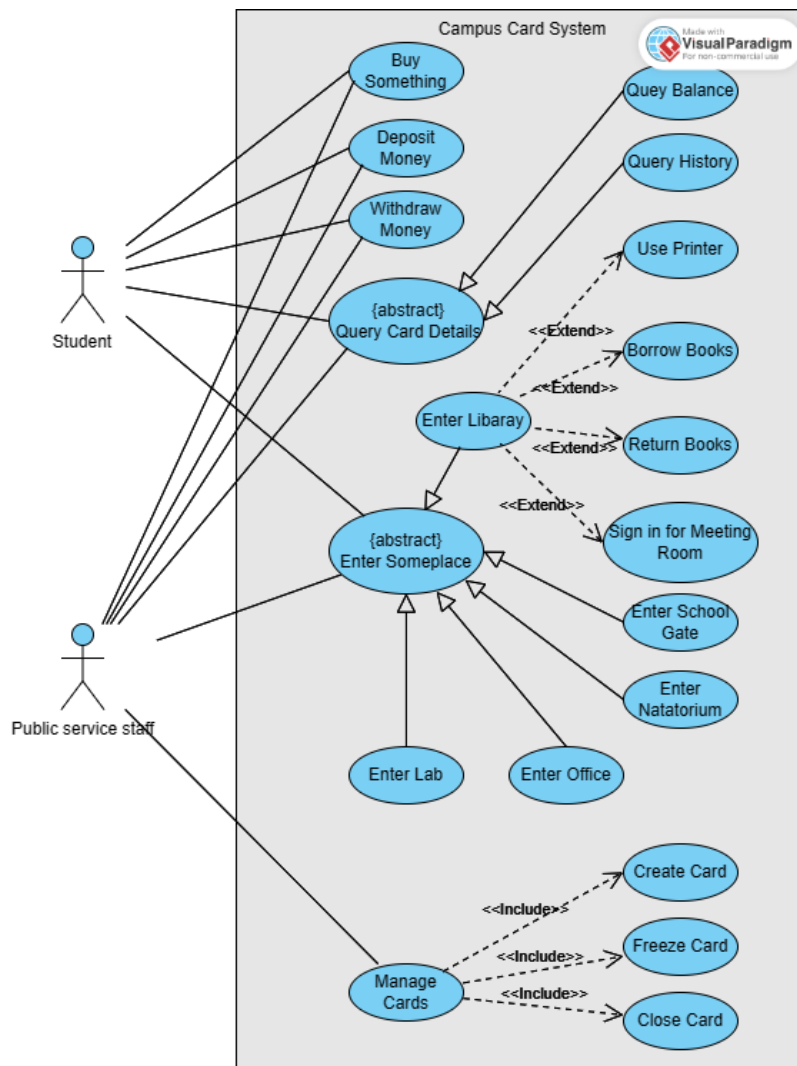 Campus Card System
Made with
VisualParadigm
For non-commercial use
Buy
Something
Quey Balance
Deposit
Money
Query History
Withdraw
Money
Use Printer
{abstract}
Query Card Details
Student
<<Extend>>
Borrow Books
<<Extend>>
Enter Libaray
Return Books
<<Extend>>
<<Extend>>
Sign in for Meeting
Room
{abstract}
Enter Someplace
Enter School
Gate
Enter
Natatorium
Public service staff
Enter Lab
Enter Office
Create Card
<<Include>>
Freeze Card
<<Include>>
Manage
Cards
<<Include>>
Close Card